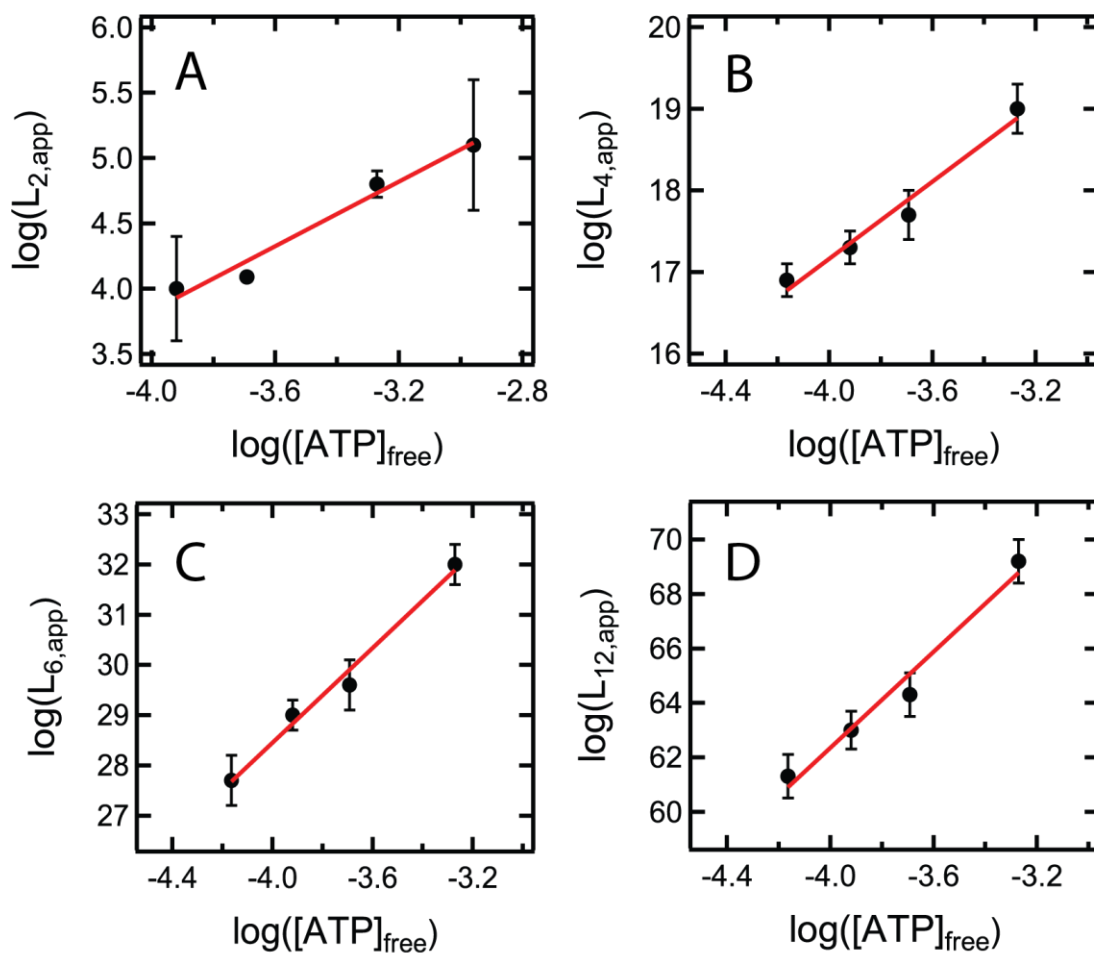 A
log(L2,app)
6.0
5.5
5.0
4.5
4.0
3.5
-4.0 -3.6 -3.2 -2.8
log([ATP]free)
B
log(L4,app)
20
19
18
17
16
-4.4 -4.0 -3.6 -3.2
log([ATP]free)
C
log(L6,app)
33
32
31
30
29
28
27
-4.4 -4.0 -3.6 -3.2
log([ATP]free)
D
log(L12,app)
70
68
66
64
62
60
-4.4 -4.0 -3.6 -3.2
log([ATP]free)